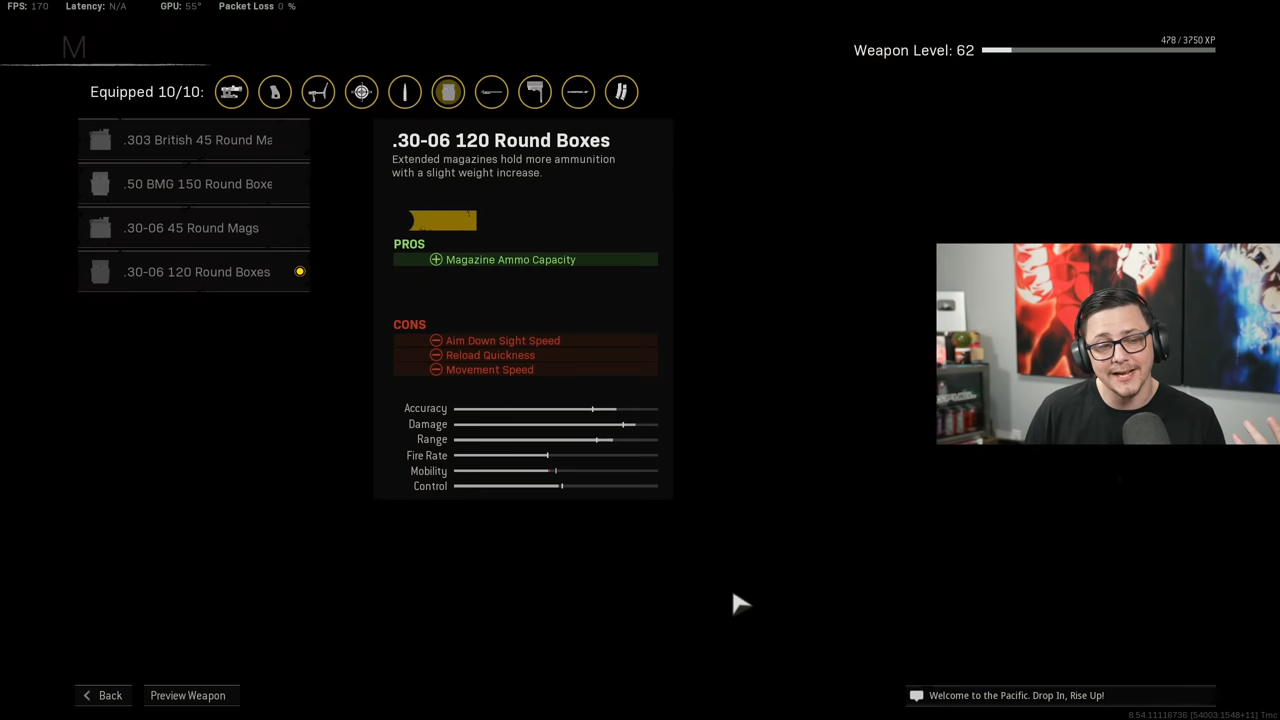 FPS: 170 Latency: N/A GPU: 55° Packet Loss 0 %
M
478 / 3750 XP
Weapon Level: 62
Equipped 10/10:
.303 British 45 Round Ma
.50 BMG 150 Round Boxe
.30-06 45 Round Mags
.30-06 120 Round Boxes
.30-06 120 Round Boxes
Extended magazines hold more ammunition
with a slight weight increase.
PROS
Magazine Ammo Capacity
CONS
Aim Down Sight Speed
Reload Quickness
Movement Speed
Accuracy
Damage
Range
Fire Rate
Mobility
Control
Back
Preview Weapon
Welcome to the Pacific. Drop In, Rise Up!